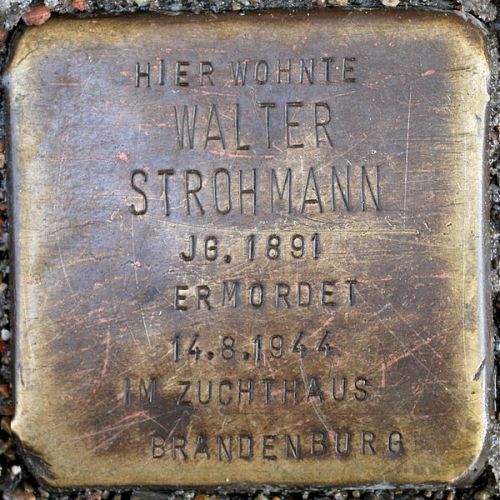 HIER WOHNTE
WALTER
STROHMANN
JG. 1891
ERMORDET
14.8.1944
IM ZUCHTHAUS
BRANDENBURG